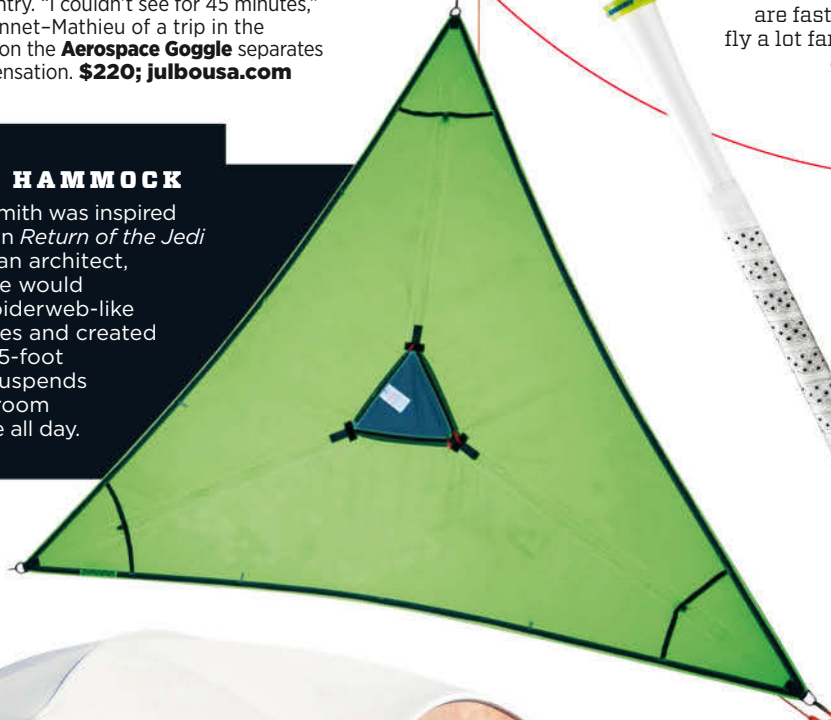 ntry. "I couldn't see for 45 minutes,"
nnet–Mathieu of a trip in the
on the Aerospace Goggle separates
ensation. $220; julbousa.com
are fast
fly a lot far
HAMMOCK
mith was inspired
n Return of the Jedi
an architect,
e would
piderweb-like
es and created
5-foot
uspends
room
e all day.